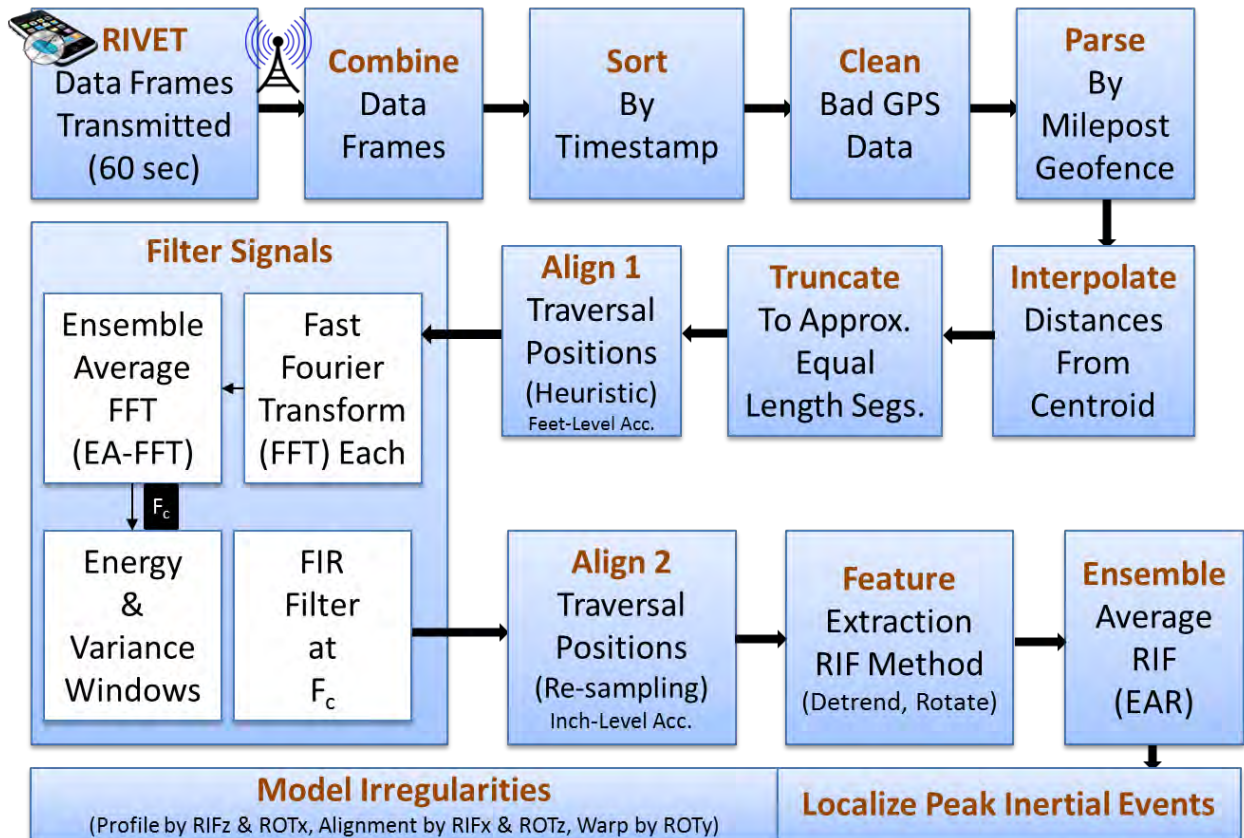 RIVET
Data Frames
Transmitted
(60 sec)
Combine
Data
Frames
Sort
By
Timestamp
Clean
Bad GPS
Data
Parse
By
Milepost
Geofence
Interpolate
Distances
From
Centroid
Truncate
To Approx.
Equal
Length Segs.
Align 1
Traversal
Positions
(Heuristic)
Feet-Level Acc.
Filter Signals
Fast
Fourier
Transform
(FFT) Each
Ensemble
Average
FFT
(EA-FFT)
Fc
Energy
&
Variance
Windows
FIR
Filter
at
Fc
Align 2
Traversal
Positions
(Re-sampling)
Inch-Level Acc.
Feature
Extraction
RIF Method
(Detrend, Rotate)
Ensemble
Average
RIF
(EAR)
Localize Peak Inertial Events
Model Irregularities
(Profile by RIFz & ROTx, Alignment by RIFx & ROTz, Warp by ROTy)